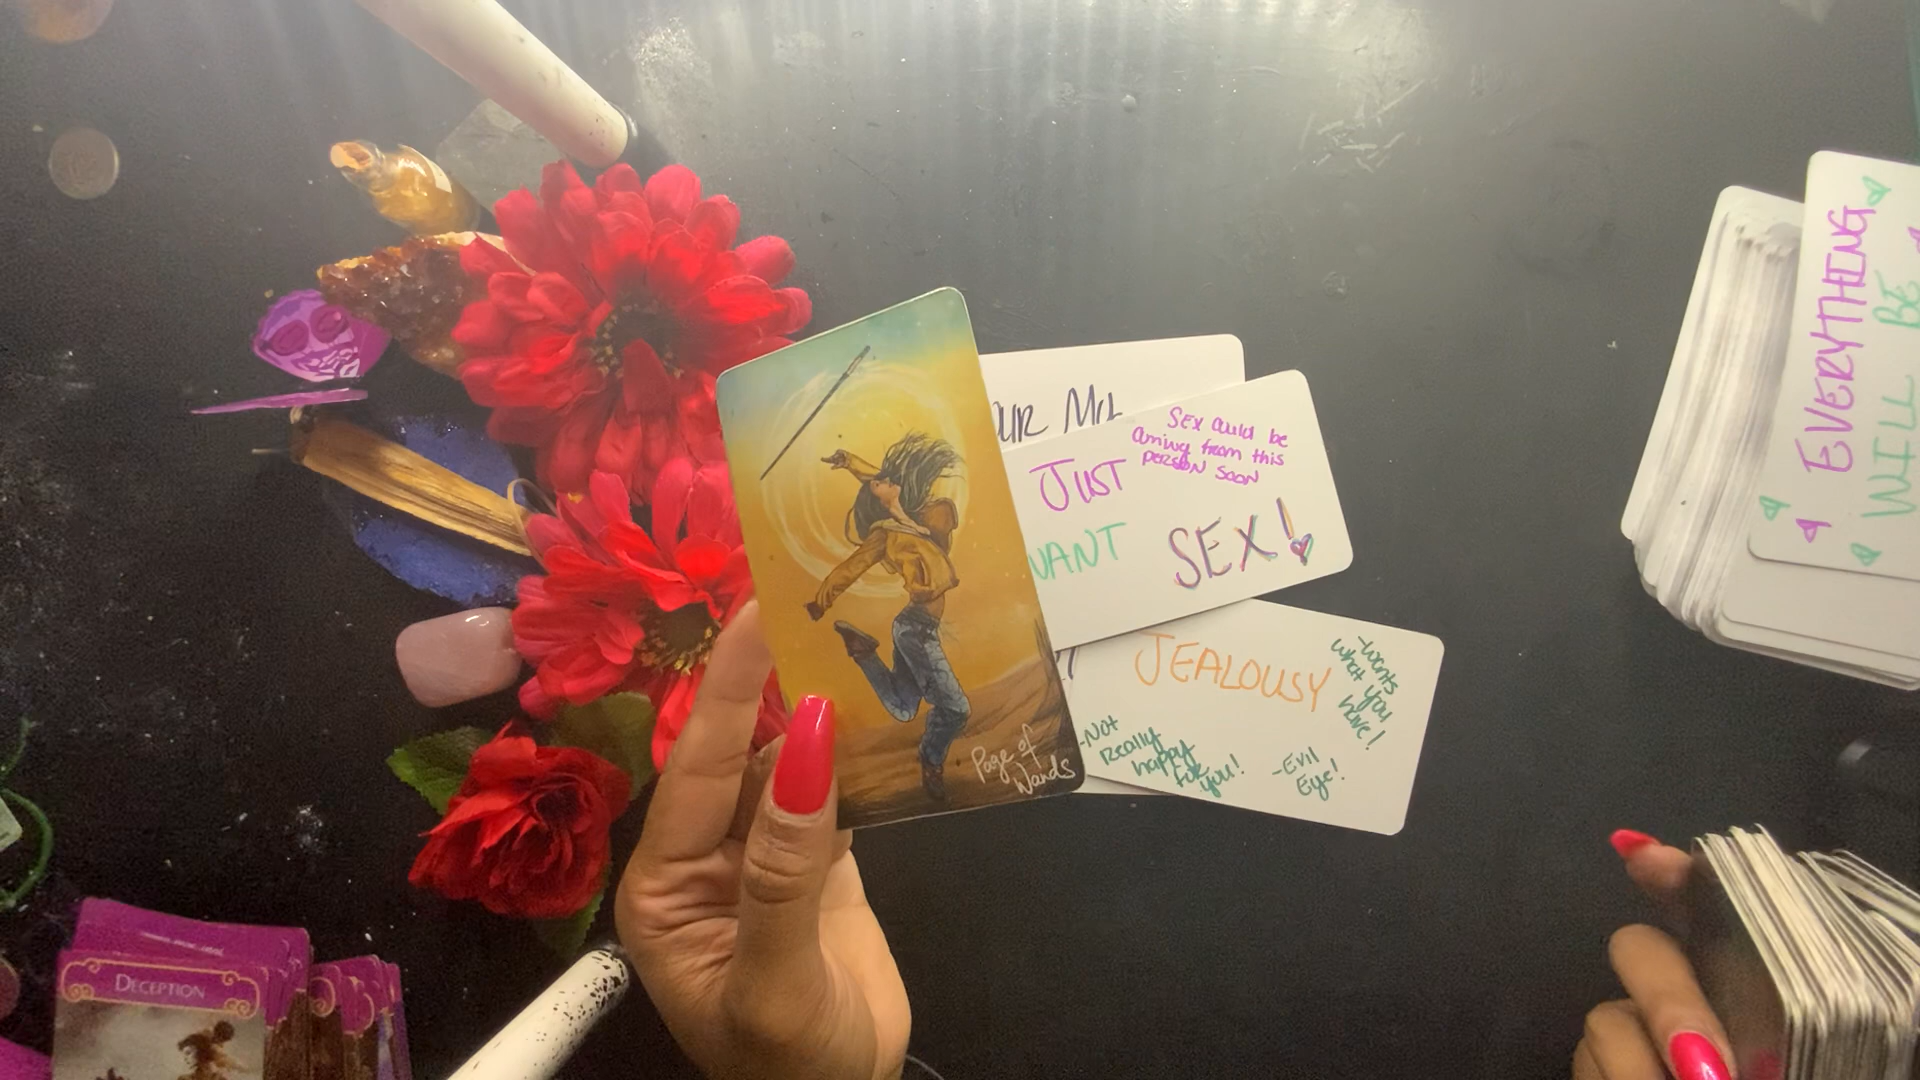 Page of
Wands
JUST
WANT
SEX!
SEX could be
coming from this
person soon
JEALOUSY
-Wants
what you
have!
-Not
Really
happy
for
you!
-Evil
Eye!
EVERYTHING
WILL BE
DECEPTION